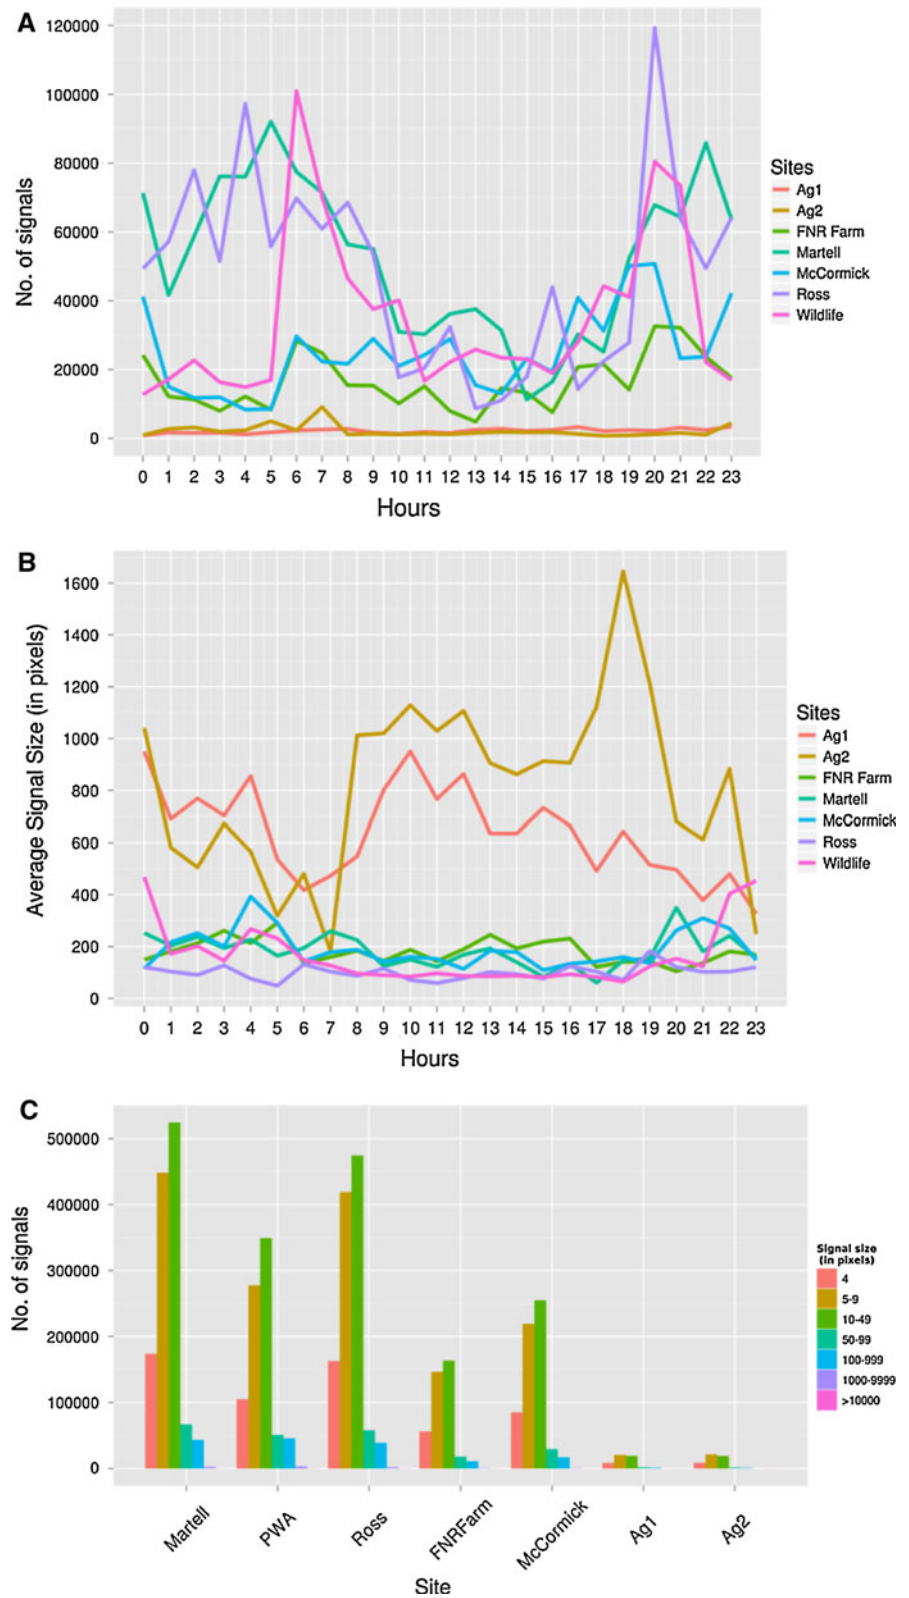 A
No. of signals
120000
100000
80000
60000
40000
20000
0
0 1 2 3 4 5 6 7 8 9 10 11 12 13 14 15 16 17 18 19 20 21 22 23
Hours
Sites
Ag1
Ag2
FNR Farm
Martell
McCormick
Ross
Wildlife
B
Average Signal Size (in pixels)
1600
1400
1200
1000
800
600
400
200
0
0 1 2 3 4 5 6 7 8 9 10 11 12 13 14 15 16 17 18 19 20 21 22 23
Hours
Sites
Ag1
Ag2
FNR Farm
Martell
McCormick
Ross
Wildlife
C
No. of signals
500000
400000
300000
200000
100000
0
Martell
PWA
Ross
FNRFarm
McCormick
Ag1
Ag2
Site
Signal size
(in pixels)
4
5-9
10-49
50-99
100-999
1000-9999
>10000